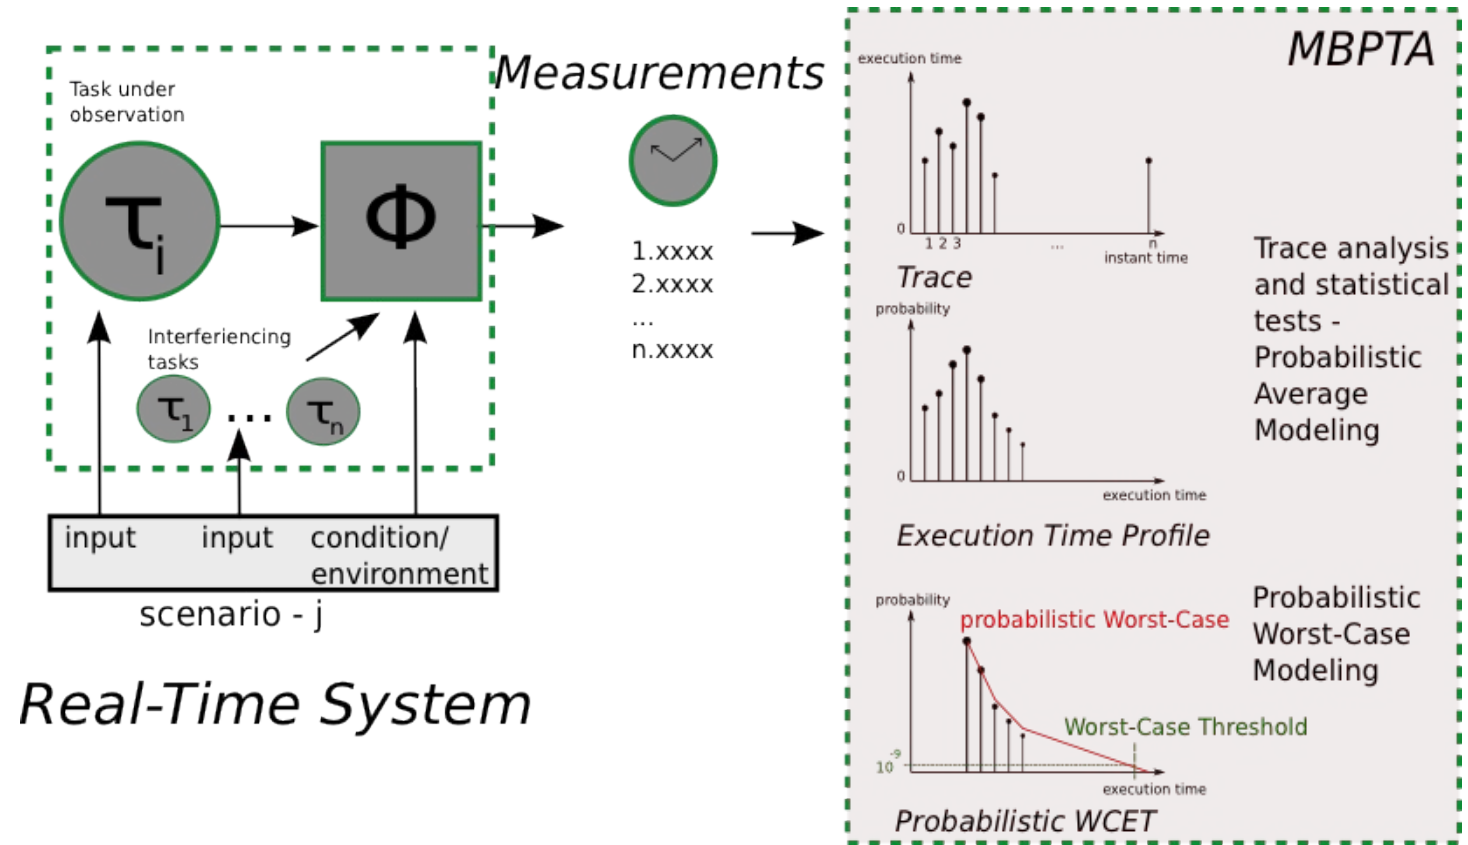 Task under
observation
τi
Φ
Interferiencing
tasks
τ1 ... τn
input input condition/
environment
scenario - j
Real-Time System
Measurements
1.xxxx
2.xxxx
...
n.xxxx
MBPTA
execution time
0
1 2 3 ... n
instant time
Trace
probability
0
execution time
Execution Time Profile
Trace analysis
and statistical
tests -
Probabilistic
Average
Modeling
probability
probabilistic Worst-Case
Worst-Case Threshold
10-9
execution time
Probabilistic WCET
Probabilistic
Worst-Case
Modeling